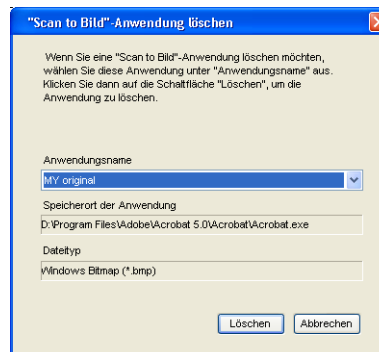 "Scan to Bild"-Anwendung löschen
Wenn Sie eine "Scan to Bild"-Anwendung löschen möchten,
wählen Sie diese Anwendung unter "Anwendungsname" aus.
Klicken Sie dann auf die Schaltfläche "Löschen", um die
Anwendung zu löschen.
Anwendungsname
MY original
Speicherort der Anwendung
D:\Program Files\Adobe\Acrobat 5.0\Acrobat\Acrobat.exe
Dateityp
Windows Bitmap (*.bmp)
Löschen Abbrechen